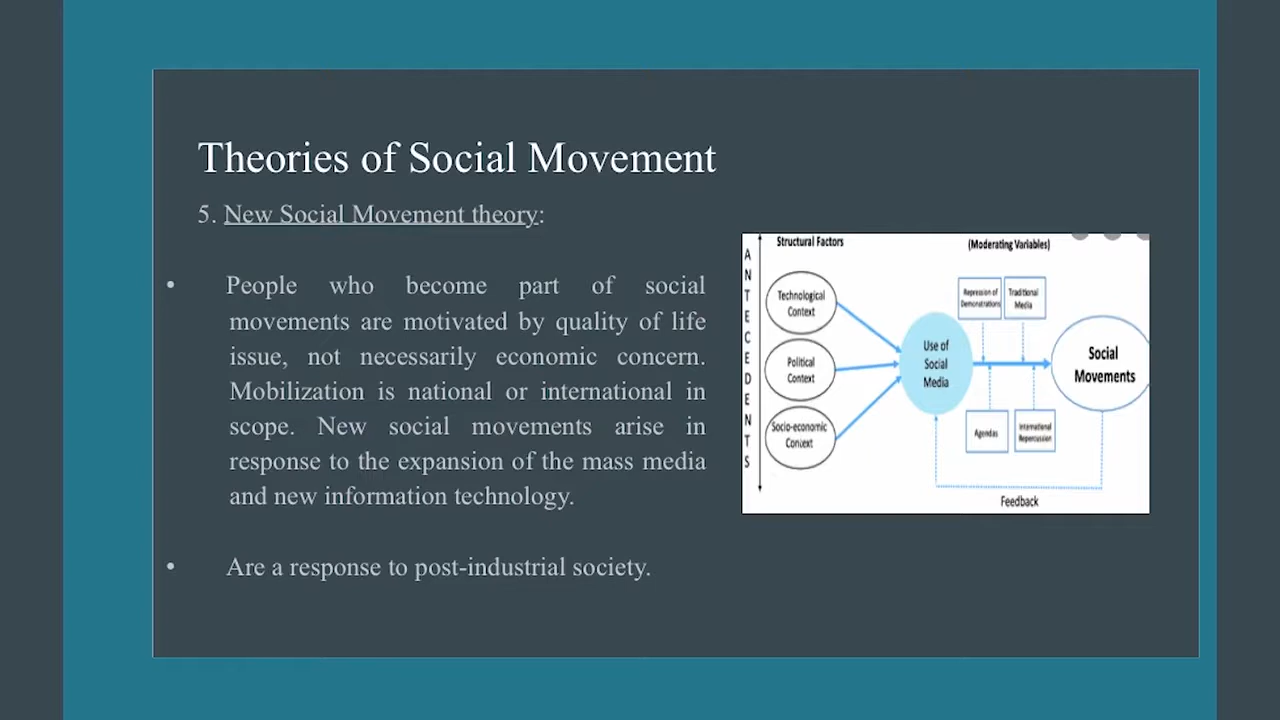 Theories of Social Movement
5. New Social Movement theory:
• People who become part of social
movements are motivated by quality of life
issue, not necessarily economic concern.
Mobilization is national or international in
scope. New social movements arise in
response to the expansion of the mass media
and new information technology.
• Are a response to post-industrial society.
ANTECEDENTS
Structural Factors
(Moderating Variables)
Technological
Context
Political
Context
Socio-economic
Context
Use of
Social
Media
Repression of
Demonstrations
Traditional
Media
Agendas
International
Repercussion
Social
Movements
Feedback